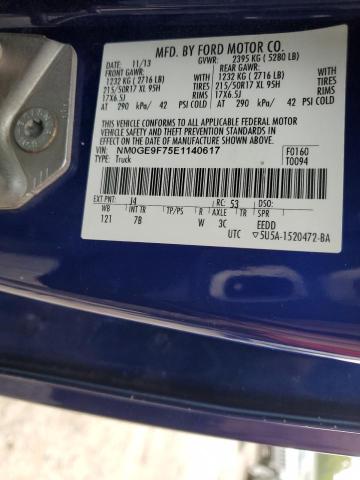 MFD. BY FORD MOTOR CO.
11/13 GVWR: 2395 KG ( 5280 LB)
FRONT GAWR: REAR GAWR:
1232 KG ( 2716 LB) 1232 KG ( 2716 LB)
215/50R17 XL 95H TIRES 215/50R17 XL 95H TIRES
17X6.5J RIMS 17X6.5J RIMS
AT 290 kPa/ 42 PSI COLD AT 290 kPa/ 42 PSI COLD
THIS VEHICLE CONFORMS TO ALL APPLICABLE FEDERAL MOTOR
VEHICLE SAFETY AND THEFT PREVENTION STANDARDS IN
EFFECT ON THE DATE OF MANUFACTURE SHOWN ABOVE.
VIN: NM0GE9F75E1140617 F0160
TYPE: Truck T0094
EXT PNT: J4 RC: 53 DSO:
WB INT TR TP/PS R AXLE TR SPR
121 7B W 3C EEDD
UTC ▽5U5A-1520472-BA